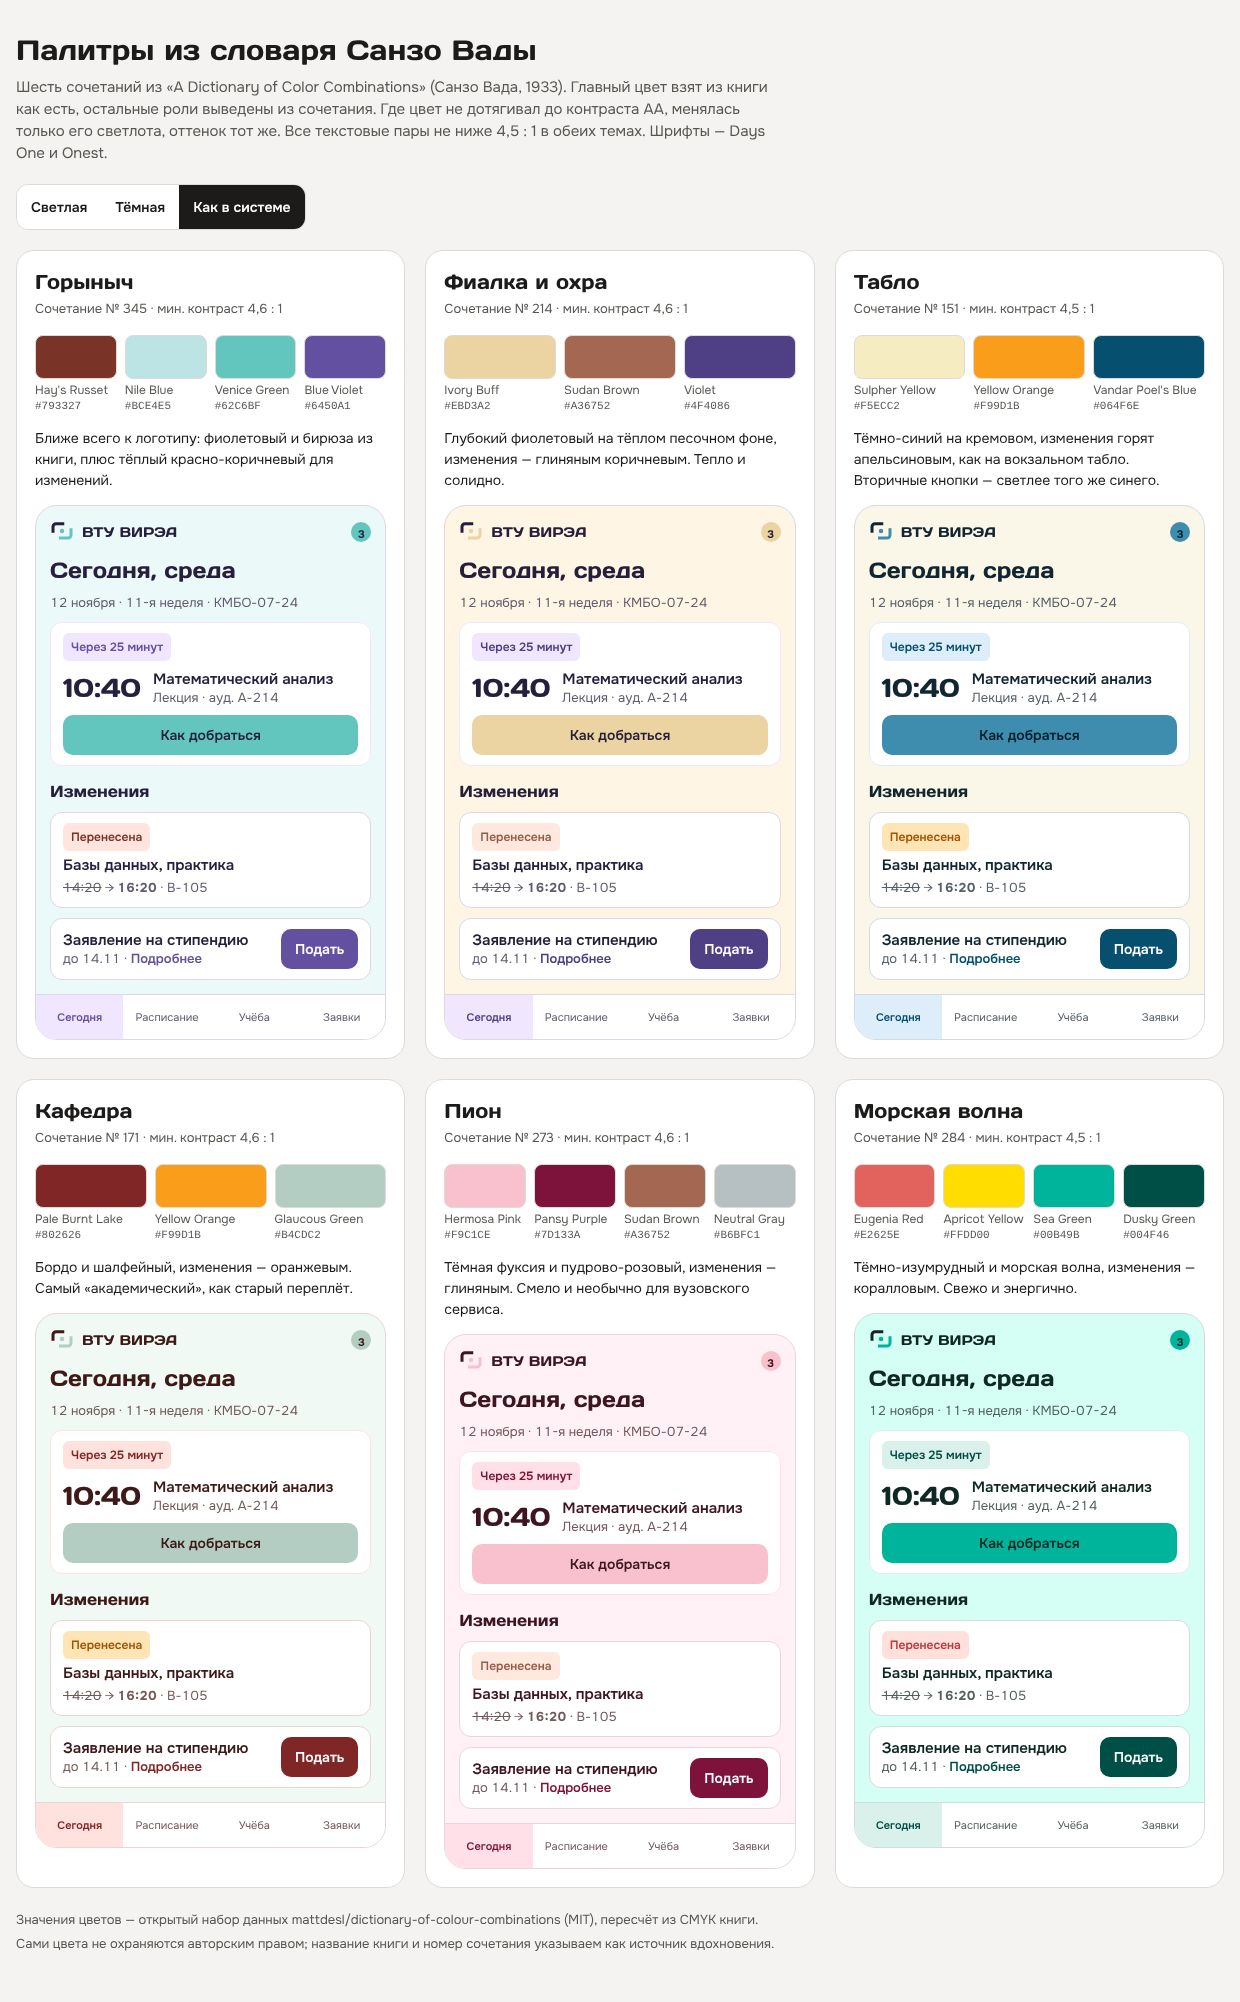 Палитры из словаря Санзо Вады
Шесть сочетаний из «A Dictionary of Color Combinations» (Санзо Вада, 1933). Главный цвет взят из книги
как есть, остальные роли выведены из сочетания. Где цвет не дотягивал до контраста AA, менялась
только его светлота, оттенок тот же. Все текстовые пары не ниже 4,5 : 1 в обеих темах. Шрифты — Days
One и Onest.
Светлая
Тёмная
Как в системе
Горыныч
Сочетание № 345 · мин. контраст 4,6 : 1
Hay's Russet
Nile Blue
Venice Green
Blue Violet
#793327
#BCE4E5
#62C6BF
#6450A1
Ближе всего к логотипу: фиолетовый и бирюза из
книги, плюс тёплый красно-коричневый для
изменений.
ВТУ ВИРЭА
3
Сегодня, среда
12 ноября · 11-я неделя · КМБО-07-24
Через 25 минут
10:40
Математический анализ
Лекция · ауд. А-214
Как добраться
Изменения
Перенесена
Базы данных, практика
14:20 → 16:20 · В-105
Заявление на стипендию
до 14.11 · Подробнее
Подать
Сегодня
Расписание
Учёба
Заявки
Фиалка и охра
Сочетание № 214 · мин. контраст 4,6 : 1
Ivory Buff
Sudan Brown
Violet
#EBD3A2
#A36752
#4F4086
Глубокий фиолетовый на тёплом песочном фоне,
изменения — глиняным коричневым. Тепло и
солидно.
ВТУ ВИРЭА
3
Сегодня, среда
12 ноября · 11-я неделя · КМБО-07-24
Через 25 минут
10:40
Математический анализ
Лекция · ауд. А-214
Как добраться
Изменения
Перенесена
Базы данных, практика
14:20 → 16:20 · В-105
Заявление на стипендию
до 14.11 · Подробнее
Подать
Сегодня
Расписание
Учёба
Заявки
Табло
Сочетание № 151 · мин. контраст 4,5 : 1
Sulpher Yellow
Yellow Orange
Vandar Poel's Blue
#F5ECC2
#F99D1B
#064F6E
Тёмно-синий на кремовом, изменения горят
апельсиновым, как на вокзальном табло.
Вторичные кнопки — светлее того же синего.
ВТУ ВИРЭА
3
Сегодня, среда
12 ноября · 11-я неделя · КМБО-07-24
Через 25 минут
10:40
Математический анализ
Лекция · ауд. А-214
Как добраться
Изменения
Перенесена
Базы данных, практика
14:20 → 16:20 · В-105
Заявление на стипендию
до 14.11 · Подробнее
Подать
Сегодня
Расписание
Учёба
Заявки
Кафедра
Сочетание № 171 · мин. контраст 4,6 : 1
Pale Burnt Lake
Yellow Orange
Glaucous Green
#802626
#F99D1B
#B4CDC2
Бордо и шалфейный, изменения — оранжевым.
Самый «академический», как старый переплёт.
ВТУ ВИРЭА
3
Сегодня, среда
12 ноября · 11-я неделя · КМБО-07-24
Через 25 минут
10:40
Математический анализ
Лекция · ауд. А-214
Как добраться
Изменения
Перенесена
Базы данных, практика
14:20 → 16:20 · В-105
Заявление на стипендию
до 14.11 · Подробнее
Подать
Сегодня
Расписание
Учёба
Заявки
Пион
Сочетание № 273 · мин. контраст 4,6 : 1
Hermosa Pink
Pansy Purple
Sudan Brown
Neutral Gray
#F9C1CE
#7D133A
#A36752
#B6BFC1
Тёмная фуксия и пудрово-розовый, изменения —
глиняным. Смело и необычно для вузовского
сервиса.
ВТУ ВИРЭА
3
Сегодня, среда
12 ноября · 11-я неделя · КМБО-07-24
Через 25 минут
10:40
Математический анализ
Лекция · ауд. А-214
Как добраться
Изменения
Перенесена
Базы данных, практика
14:20 → 16:20 · В-105
Заявление на стипендию
до 14.11 · Подробнее
Подать
Сегодня
Расписание
Учёба
Заявки
Морская волна
Сочетание № 284 · мин. контраст 4,5 : 1
Eugenia Red
Apricot Yellow
Sea Green
Dusky Green
#E2625E
#FFDD00
#00B49B
#004F46
Тёмно-изумрудный и морская волна, изменения —
коралловым. Свежо и энергично.
ВТУ ВИРЭА
3
Сегодня, среда
12 ноября · 11-я неделя · КМБО-07-24
Через 25 минут
10:40
Математический анализ
Лекция · ауд. А-214
Как добраться
Изменения
Перенесена
Базы данных, практика
14:20 → 16:20 · В-105
Заявление на стипендию
до 14.11 · Подробнее
Подать
Сегодня
Расписание
Учёба
Заявки
Значения цветов — открытый набор данных mattdesl/dictionary-of-colour-combinations (MIT), пересчёт из CMYK книги.
Сами цвета не охраняются авторским правом; название книги и номер сочетания указываем как источник вдохновения.